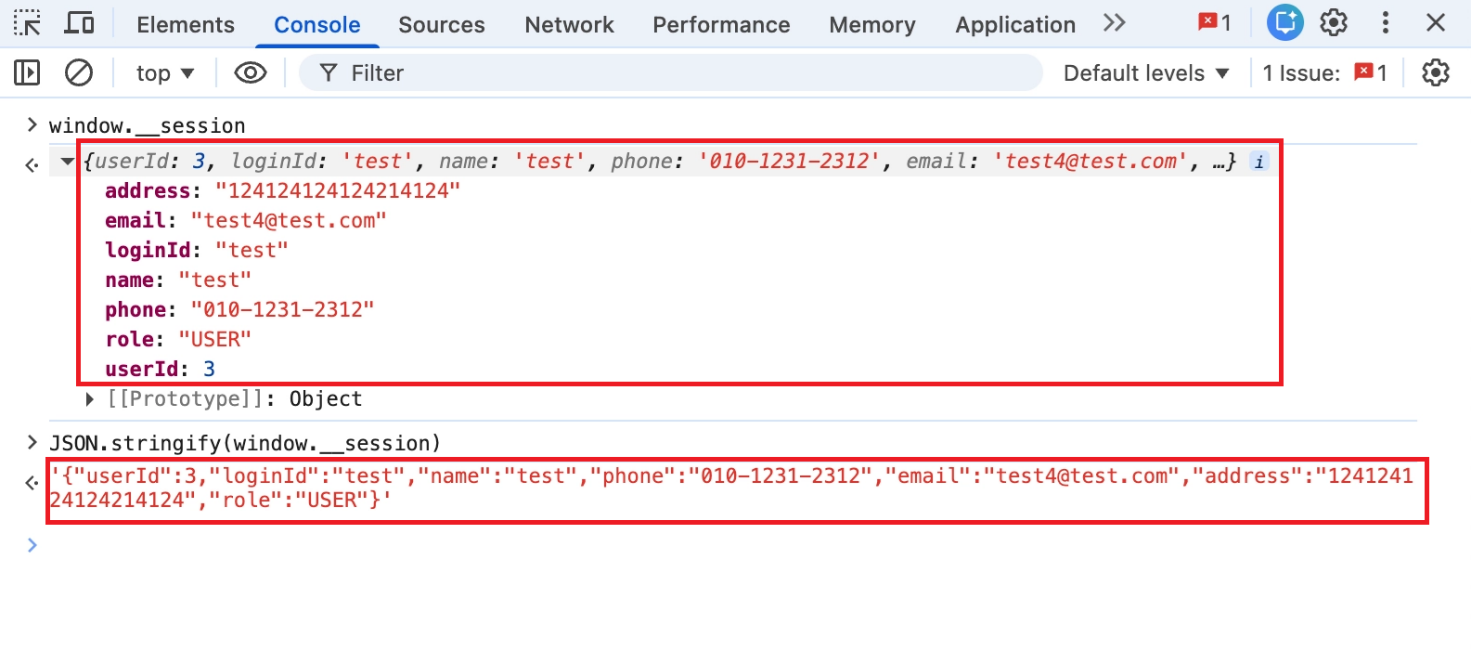 Elements Console Sources Network Performance Memory Application 1
top Filter Default levels 1 Issue: 1
window.__session
{userId: 3, loginId: 'test', name: 'test', phone: '010-1231-2312', email: 'test4@test.com', …} i
address: "124124124124214124"
email: "test4@test.com"
loginId: "test"
name: "test"
phone: "010-1231-2312"
role: "USER"
userId: 3
[[Prototype]]: Object
JSON.stringify(window.__session)
'{"userId":3,"loginId":"test","name":"test","phone":"010-1231-2312","email":"test4@test.com","address":"1241241
24124214124","role":"USER"}'